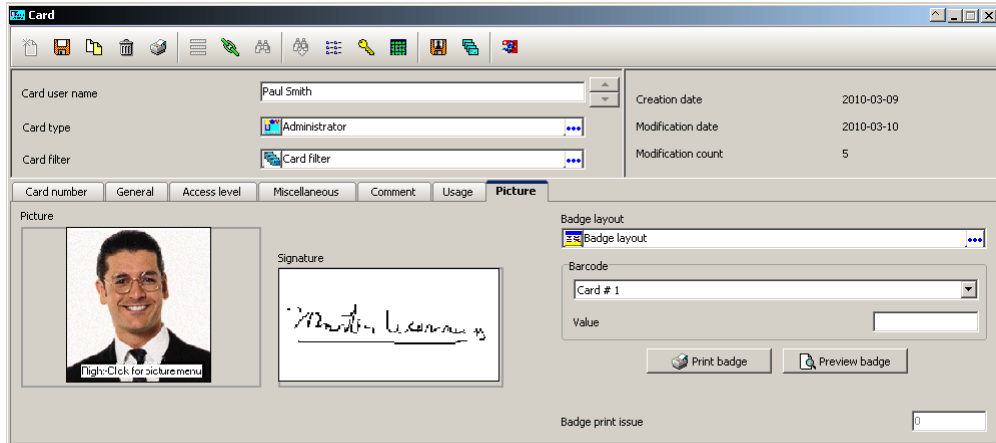 Card
Card user name
Paul Smith
Creation date
2010-03-09
Card type
Administrator
Modification date
2010-03-10
Card filter
Card filter
Modification count
5
Card number
General
Access level
Miscellaneous
Comment
Usage
Picture
Picture
Signature
Right-Click for picture menu
Badge layout
Badge layout
Barcode
Card # 1
Value
Print badge
Preview badge
Badge print issue
0